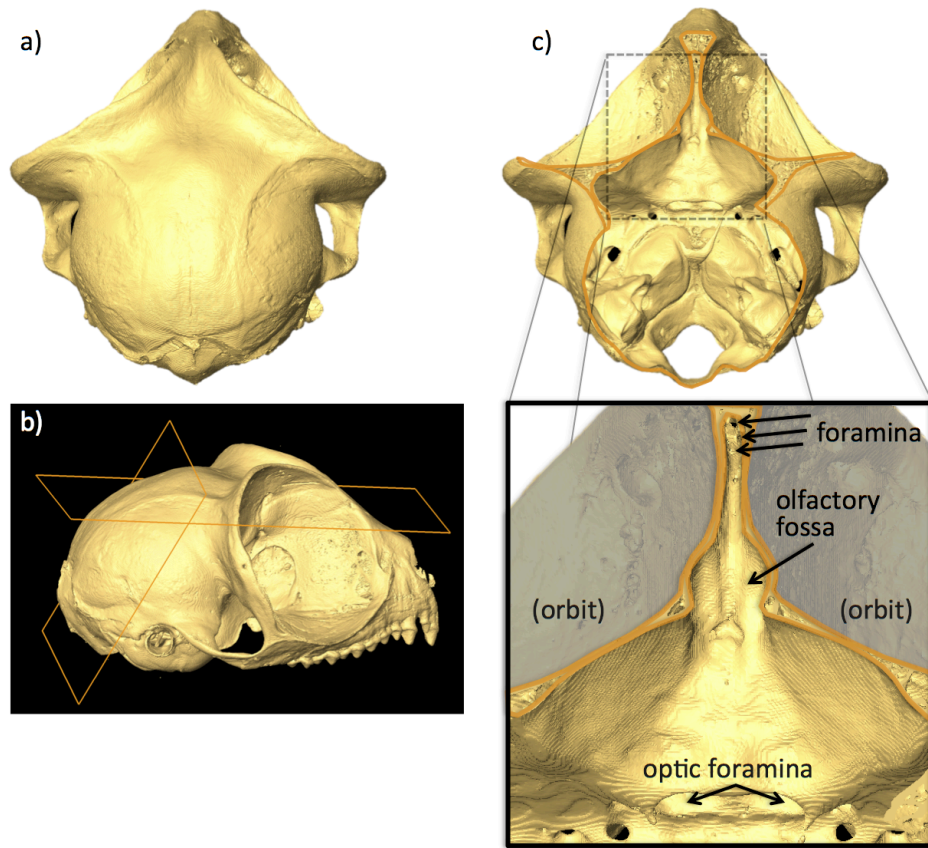 a)
c)
b)
foramina
olfactory
fossa
(orbit)
(orbit)
optic foramina